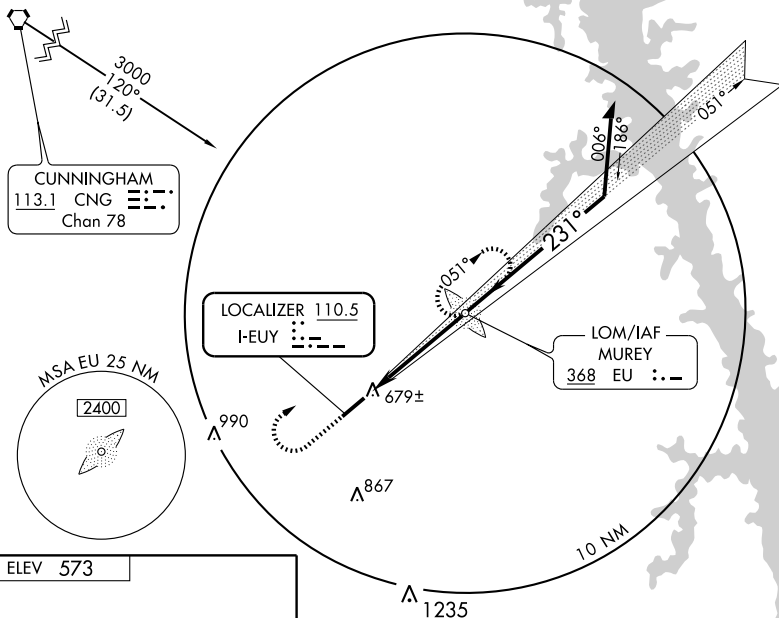 3000
120°
(31.5)
CUNNINGHAM
113.1 CNG
Chan 78
051°
006°
186°
231°
051°
LOCALIZER 110.5
I-EUY
LOM/IAF
MUREY
368 EU
679±
MSA EU 25 NM
2400
990
867
10 NM
ELEV 573
1235